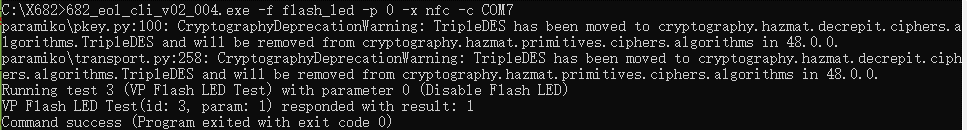 C:\X682>682_eol_cli_v02_004.exe -f flash_led -p 0 -x nfc -c COM7
paramiko\pkey.py:100: CryptographyDeprecationWarning: TripleDES has been moved to cryptography.hazmat.decrepit.ciphers.a
lgorithms.TripleDES and will be removed from cryptography.hazmat.primitives.ciphers.algorithms in 48.0.0.
paramiko\transport.py:258: CryptographyDeprecationWarning: TripleDES has been moved to cryptography.hazmat.decrepit.ciph
ers.algorithms.TripleDES and will be removed from cryptography.hazmat.primitives.ciphers.algorithms in 48.0.0.
Running test 3 (VP Flash LED Test) with parameter 0 (Disable Flash LED)
VP Flash LED Test(id: 3, param: 1) responded with result: 1
Command success (Program exited with exit code 0)